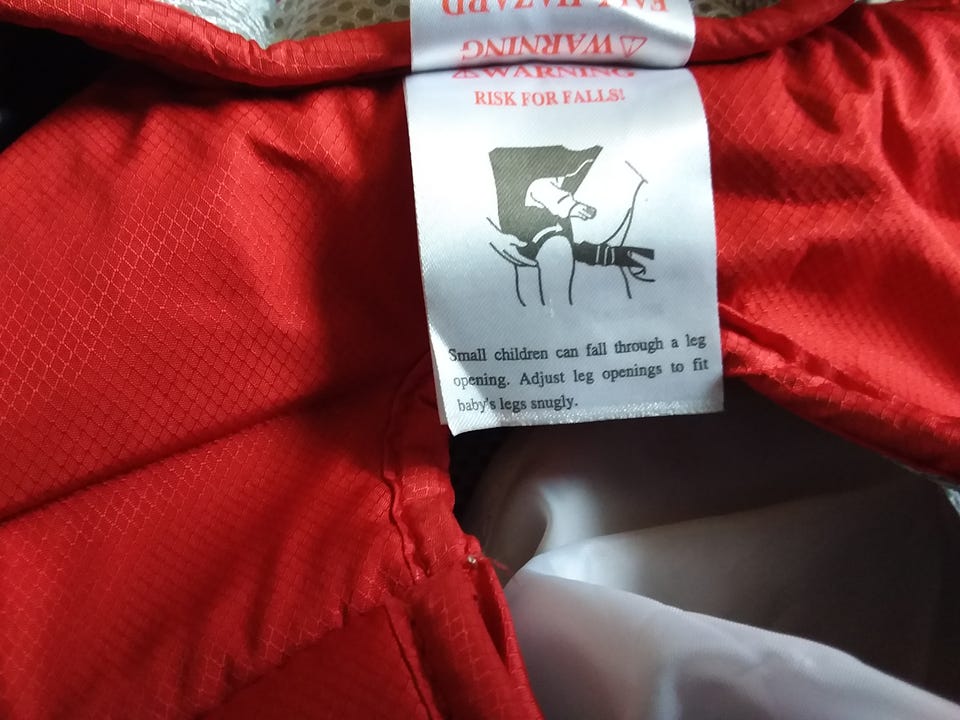 FALL HAZARD
⚠WARNING
⚠WARNING
RISK FOR FALLS!
Small children can fall through a leg
opening. Adjust leg openings to fit
baby's legs snugly.